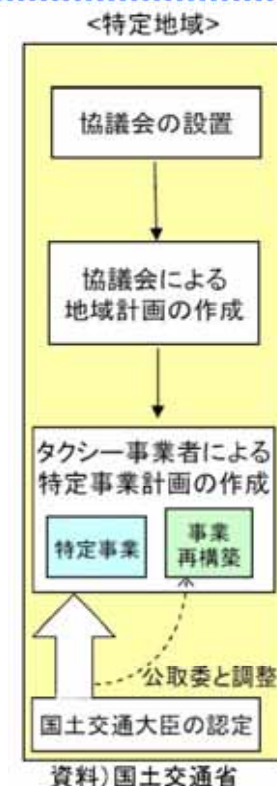 <特定地域>
協議会の設置
協議会による
地域計画の作成
タクシー事業者による
特定事業計画の作成
特定事業
事業
再構築
公取委と調整
国土交通大臣の認定
資料)国土交通省